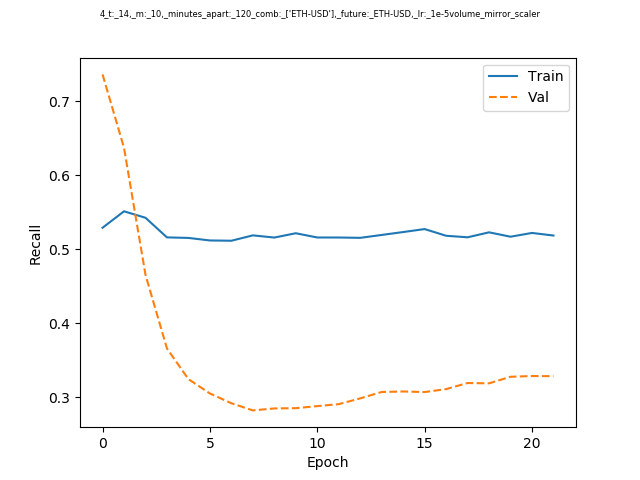 4_t:_14,_m:_10,_minutes_apart:_120_comb:_['ETH-USD'],_future:_ETH-USD,_lr:_1e-5volume_mirror_scaler
Train
Val
0.7
0.6
0.5
0.4
0.3
Recall
0 5 10 15 20
Epoch